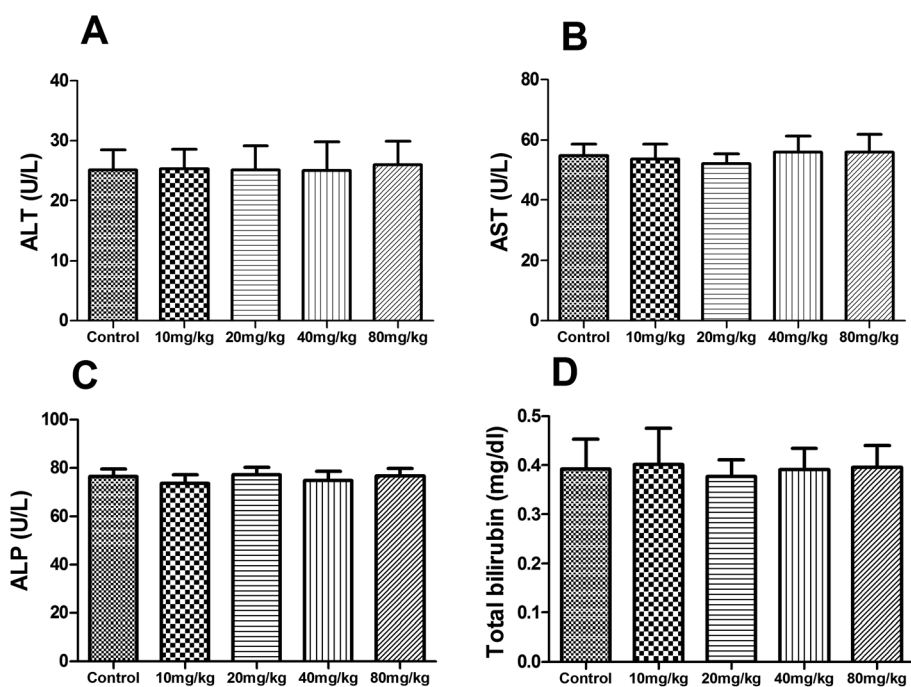 A
ALT (U/L)
40
30
20
10
0
Control 10mg/kg 20mg/kg 40mg/kg 80mg/kg
B
AST (U/L)
80
60
40
20
0
Control 10mg/kg 20mg/kg 40mg/kg 80mg/kg
C
ALP (U/L)
100
80
60
40
20
0
Control 10mg/kg 20mg/kg 40mg/kg 80mg/kg
D
Total bilirubin (mg/dl)
0.5
0.4
0.3
0.2
0.1
0.0
Control 10mg/kg 20mg/kg 40mg/kg 80mg/kg